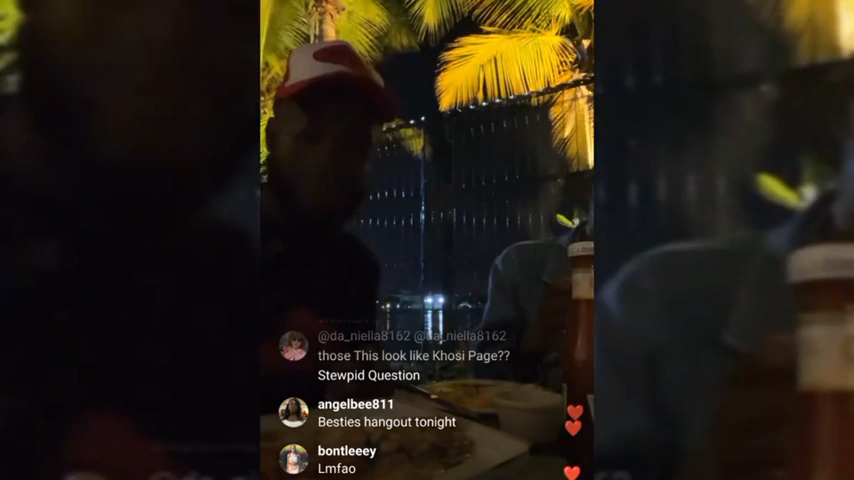 @da_niella8162 @da_niella8162
those This look like Khosi Page??
Stewpid Question
angelbee811
Besties hangout tonight
bontleeey
Lmfao